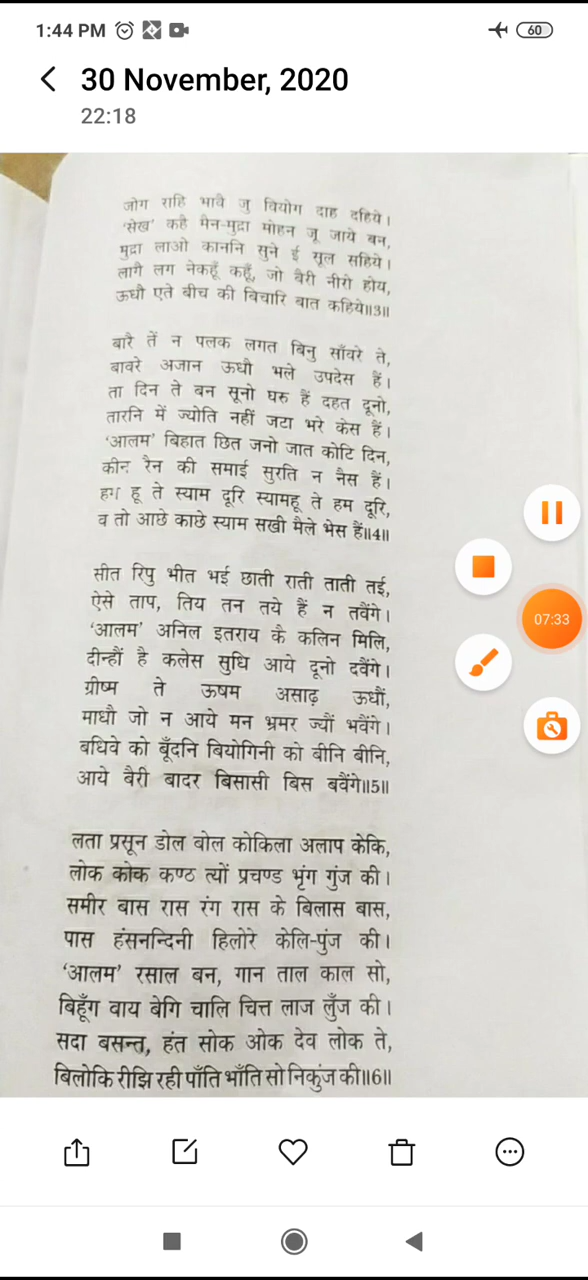 1:44 PM
60
30 November, 2020
22:18
जोग राहि भावै जु वियोग दाह दहिये।
'सेख' कहै मैन-मुद्रा मोहन जू जाये बन,
मुद्रा लाओ काननि सुने ई सूल सहिये।
लागै लग नेकहूँ कहूँ, जो बैरी नीरो होय,
ऊधौ एते बीच की बिचारि बात कहिये॥3॥
बारै तें न पलक लगत बिनु साँवरे ते,
बावरे अजान ऊधौ भले उपदेस हैं।
ता दिन ते बन सूनो घरु हैं दहत दूनो,
तारनि में ज्योति नहीं जटा भरे केस हैं।
'आलम' बिहात छित जनो जात कोटि दिन,
कीन रैन की समाई सुरति न नैस हैं।
हम हू ते स्याम दूरि स्यामहू ते हम दूरि,
व तो आछे काछे स्याम सखी मैले भेस हैं॥4॥
सीत रिपु भीत भई छाती राती ताती तई,
ऐसे ताप, तिय तन तये हैं न तवैंगे।
'आलम' अनिल इतराय कै कलिन मिलि,
दीन्हौं है कलेस सुधि आये दूनो दवैंगे।
ग्रीष्म ते ऊषम असाढ़ ऊधौं,
माधौ जो न आये मन भ्रमर ज्यौं भवैंगे।
बधिवे को बूँदनि बियोगिनी को बीनि बीनि,
आये बैरी बादर बिसासी बिस बवैंगे॥5॥
07:33
लता प्रसून डोल बोल कोकिला अलाप केकि,
लोक कोक कण्ठ त्यों प्रचण्ड भृंग गुंज की।
समीर बास रास रंग रास के बिलास बास,
पास हंसनन्दिनी हिलोरे केलि-पुंज की।
'आलम' रसाल बन, गान ताल काल सो,
बिहूँग वाय बेगि चालि चित्त लाज लुँज की।
सदा बसन्त, हंत सोक ओक देव लोक ते,
बिलोकि रीझि रही पाँति भाँति सो निकुंज की॥6॥